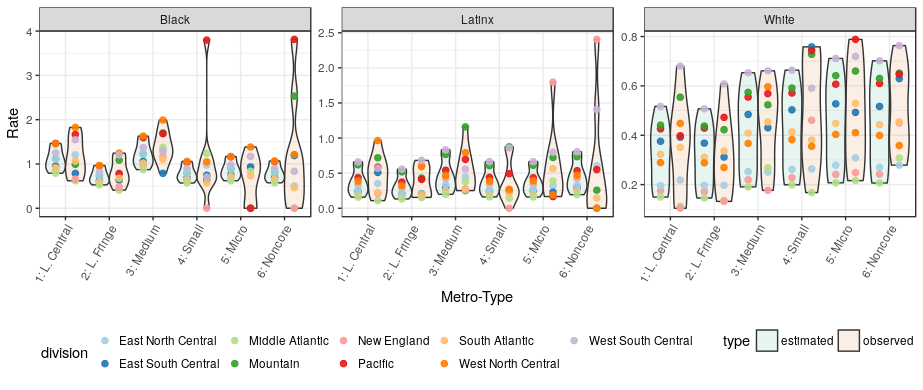 Black
Latinx
White
Rate
4
3
2
1
0
2.5
2.0
1.5
1.0
0.5
0.0
0.8
0.6
0.4
0.2
1: L. Central
2: L. Fringe
3: Medium
4: Small
5: Micro
6: Noncore
1: L. Central
2: L. Fringe
3: Medium
4: Small
5: Micro
6: Noncore
1: L. Central
2: L. Fringe
3: Medium
4: Small
5: Micro
6: Noncore
Metro-Type
division
East North Central
Middle Atlantic
New England
South Atlantic
West South Central
East South Central
Mountain
Pacific
West North Central
type
estimated
observed